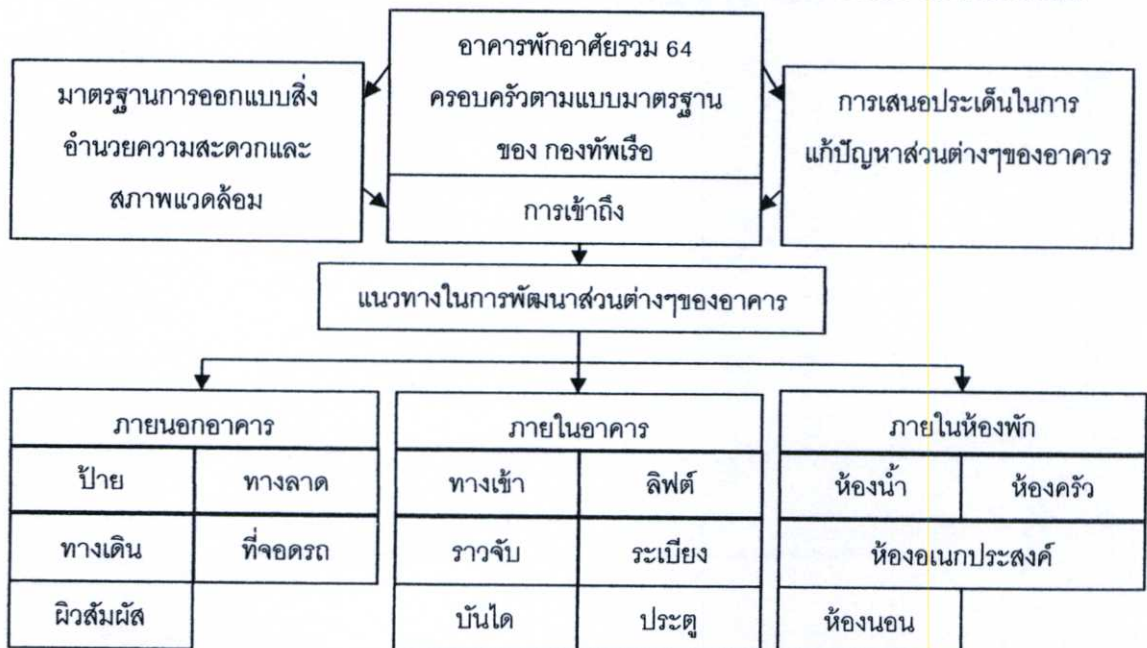 อาคารพักอาศัยรวม 64
ครอบครัวตามแบบมาตรฐาน
ของ กองทัพเรือ
การเข้าถึง
มาตรฐานการออกแบบสิ่ง
อำนวยความสะดวกและ
สภาพแวดล้อม
การเสนอประเด็นในการ
แก้ปัญหาส่วนต่างๆของอาคาร
แนวทางในการพัฒนาส่วนต่างๆของอาคาร
ภายนอกอาคาร
ป้าย
ทางลาด
ทางเดิน
ที่จอดรถ
ผิวสัมผัส
ภายในอาคาร
ทางเข้า
ลิฟต์
ราวจับ
ระเบียง
บันได
ประตู
ภายในห้องพัก
ห้องน้ำ
ห้องครัว
ห้องอเนกประสงค์
ห้องนอน